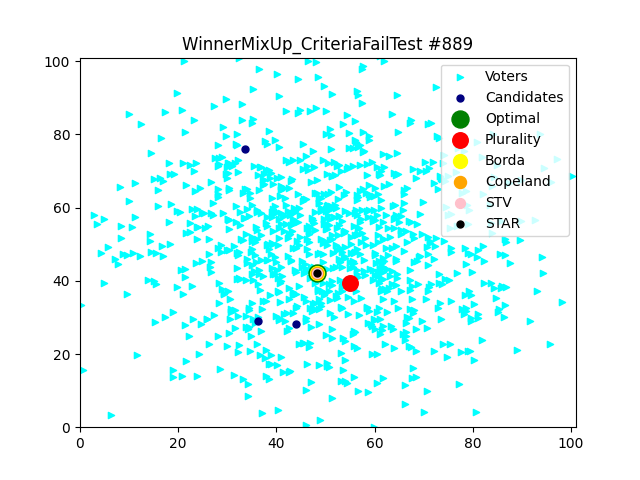 WinnerMixUp_CriteriaFailTest #889
100
80
60
40
20
0
0 20 40 60 80 100
Voters
Candidates
Optimal
Plurality
Borda
Copeland
STV
STAR